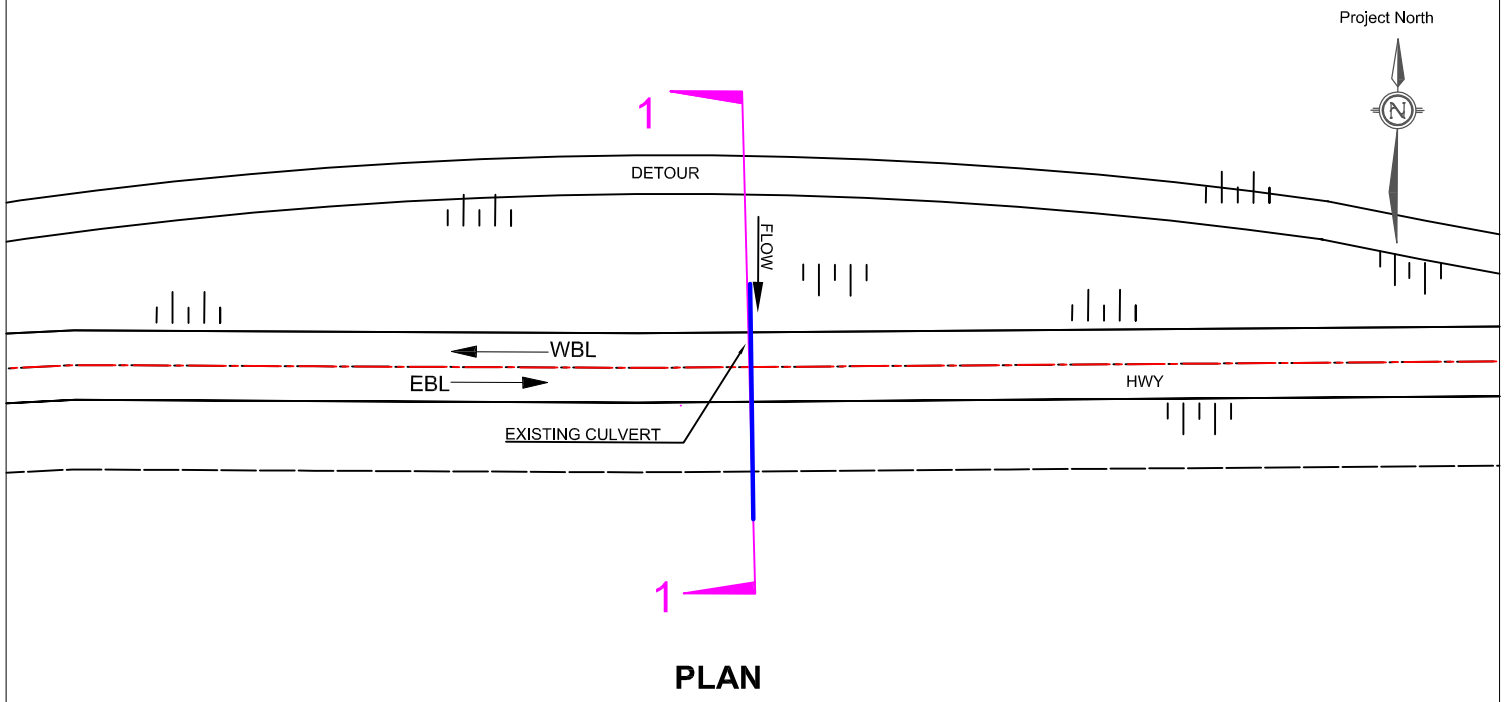 Project North
N
1
DETOUR
FLOW
WBL
EBL
HWY
EXISTING CULVERT
1
PLAN